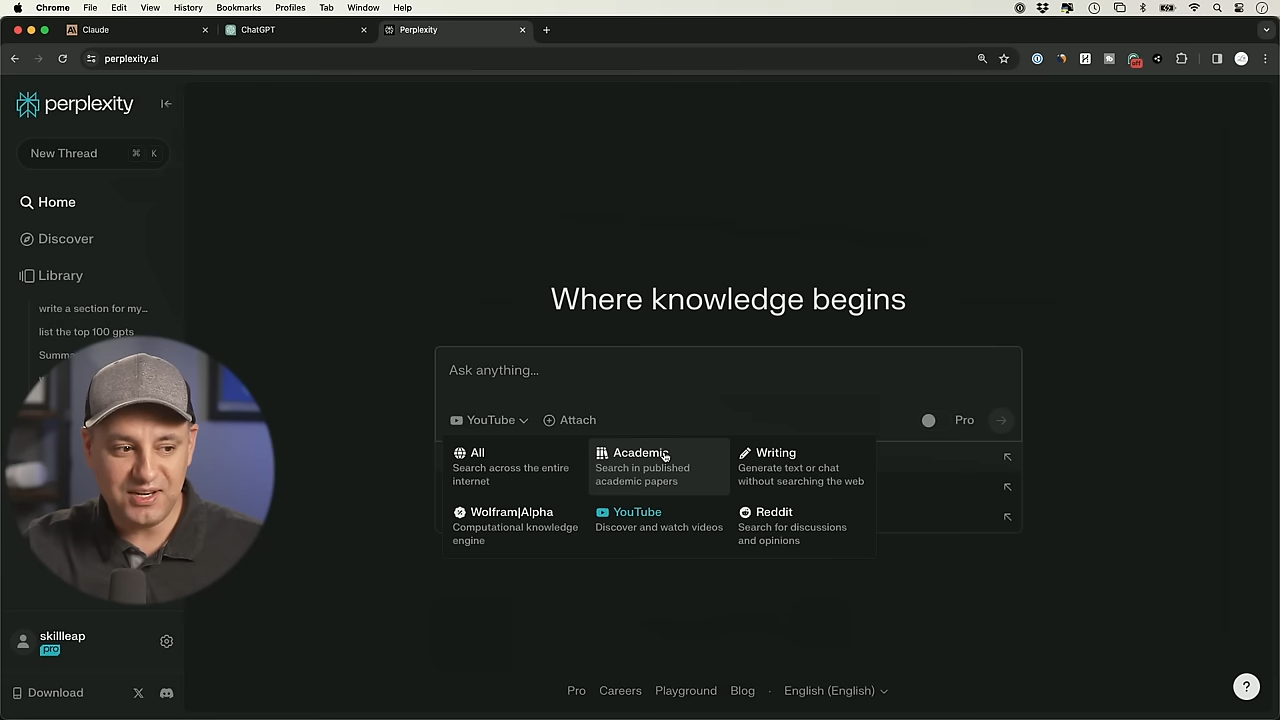 Chrome File Edit View History Bookmarks Profiles Tab Window Help
Claude
ChatGPT
Perplexity
perplexity.ai
off
perplexity
New Thread ⌘ K
Home
Discover
Library
write a section for my...
list the top 100 gpts
Summa
Where knowledge begins
Ask anything...
YouTube
Attach
Pro
All
Search across the entire
internet
Academic
Search in published
academic papers
Writing
Generate text or chat
without searching the web
Wolfram|Alpha
Computational knowledge
engine
YouTube
Discover and watch videos
Reddit
Search for discussions
and opinions
skillleap
pro
Download
Pro Careers Playground Blog · English (English)
?